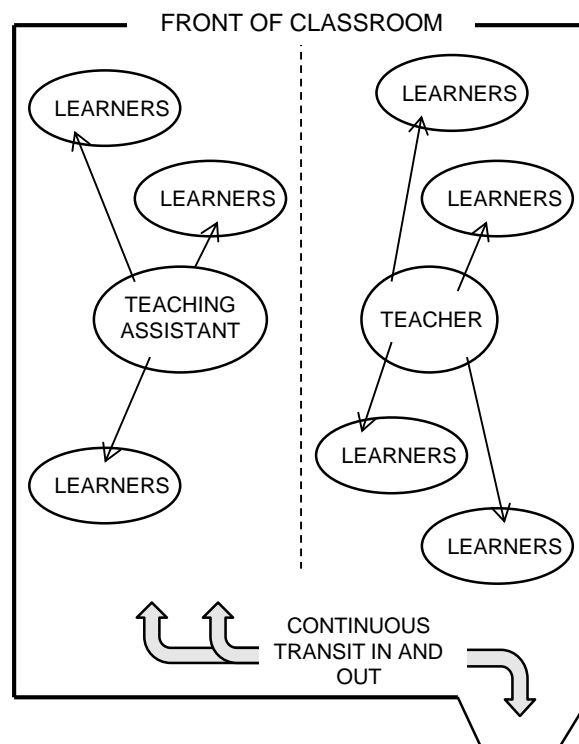 FRONT OF CLASSROOM
LEARNERS
LEARNERS
LEARNERS
LEARNERS
TEACHING
ASSISTANT
TEACHER
LEARNERS
LEARNERS
LEARNERS
CONTINUOUS
TRANSIT IN AND
OUT